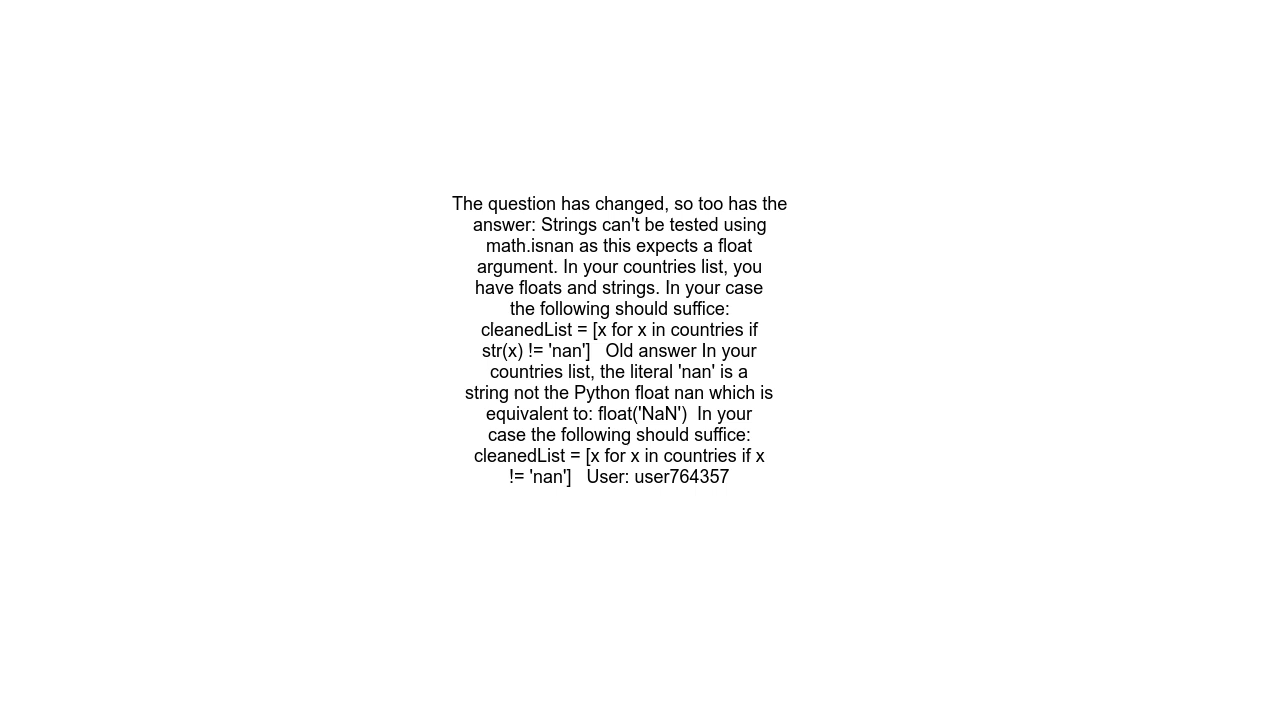 The question has changed, so too has the
answer: Strings can't be tested using
math.isnan as this expects a float
argument. In your countries list, you
have floats and strings. In your case
the following should suffice:
cleanedList = [x for x in countries if
str(x) != 'nan']   Old answer In your
countries list, the literal 'nan' is a
string not the Python float nan which is
equivalent to: float('NaN')  In your
case the following should suffice:
cleanedList = [x for x in countries if x
!= 'nan']   User: user764357